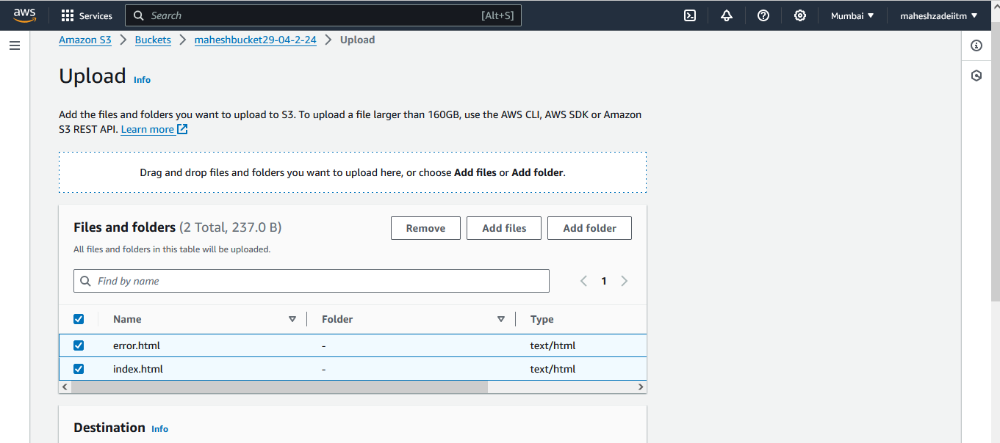 aws Services Search [Alt+S] Mumbai ▼ maheshzadeiitm ▼
Amazon S3 > Buckets > maheshbucket29-04-2-24 > Upload
Upload Info
Add the files and folders you want to upload to S3. To upload a file larger than 160GB, use the AWS CLI, AWS SDK or Amazon
S3 REST API. Learn more
Drag and drop files and folders you want to upload here, or choose Add files or Add folder.
Files and folders (2 Total, 237.0 B) Remove Add files Add folder
All files and folders in this table will be uploaded.
Find by name < 1 >
Name Folder Type
error.html - text/html
index.html - text/html
Destination Info